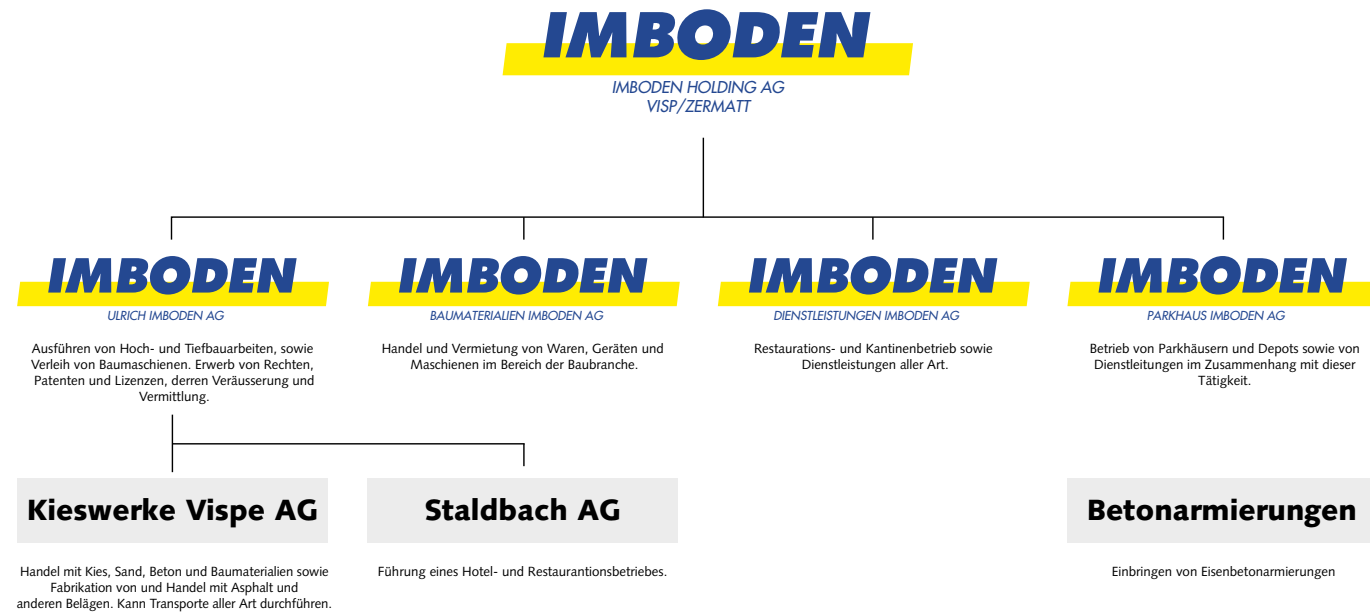 IMBODEN
IMBODEN HOLDING AG
VISP/ZERMATT
IMBODEN
ULRICH IMBODEN AG
Ausführen von Hoch- und Tiefbauarbeiten, sowie
Verleih von Baumaschienen. Erwerb von Rechten,
Patenten und Lizenzen, derren Veräusserung und
Vermittlung.
IMBODEN
BAUMATERIALIEN IMBODEN AG
Handel und Vermietung von Waren, Geräten und
Maschienen im Bereich der Baubranche.
IMBODEN
DIENSTLEISTUNGEN IMBODEN AG
Restaurations- und Kantinenbetrieb sowie
Dienstleistungen aller Art.
IMBODEN
PARKHAUS IMBODEN AG
Betrieb von Parkhäusern und Depots sowie von
Dienstleitungen im Zusammenhang mit dieser
Tätigkeit.
Kieswerke Vispe AG
Handel mit Kies, Sand, Beton und Baumaterialien sowie
Fabrikation von und Handel mit Asphalt und
anderen Belägen. Kann Transporte aller Art durchführen.
Staldbach AG
Führung eines Hotel- und Restaurantionsbetriebes.
Betonarmierungen
Einbringen von Eisenbetonarmierungen